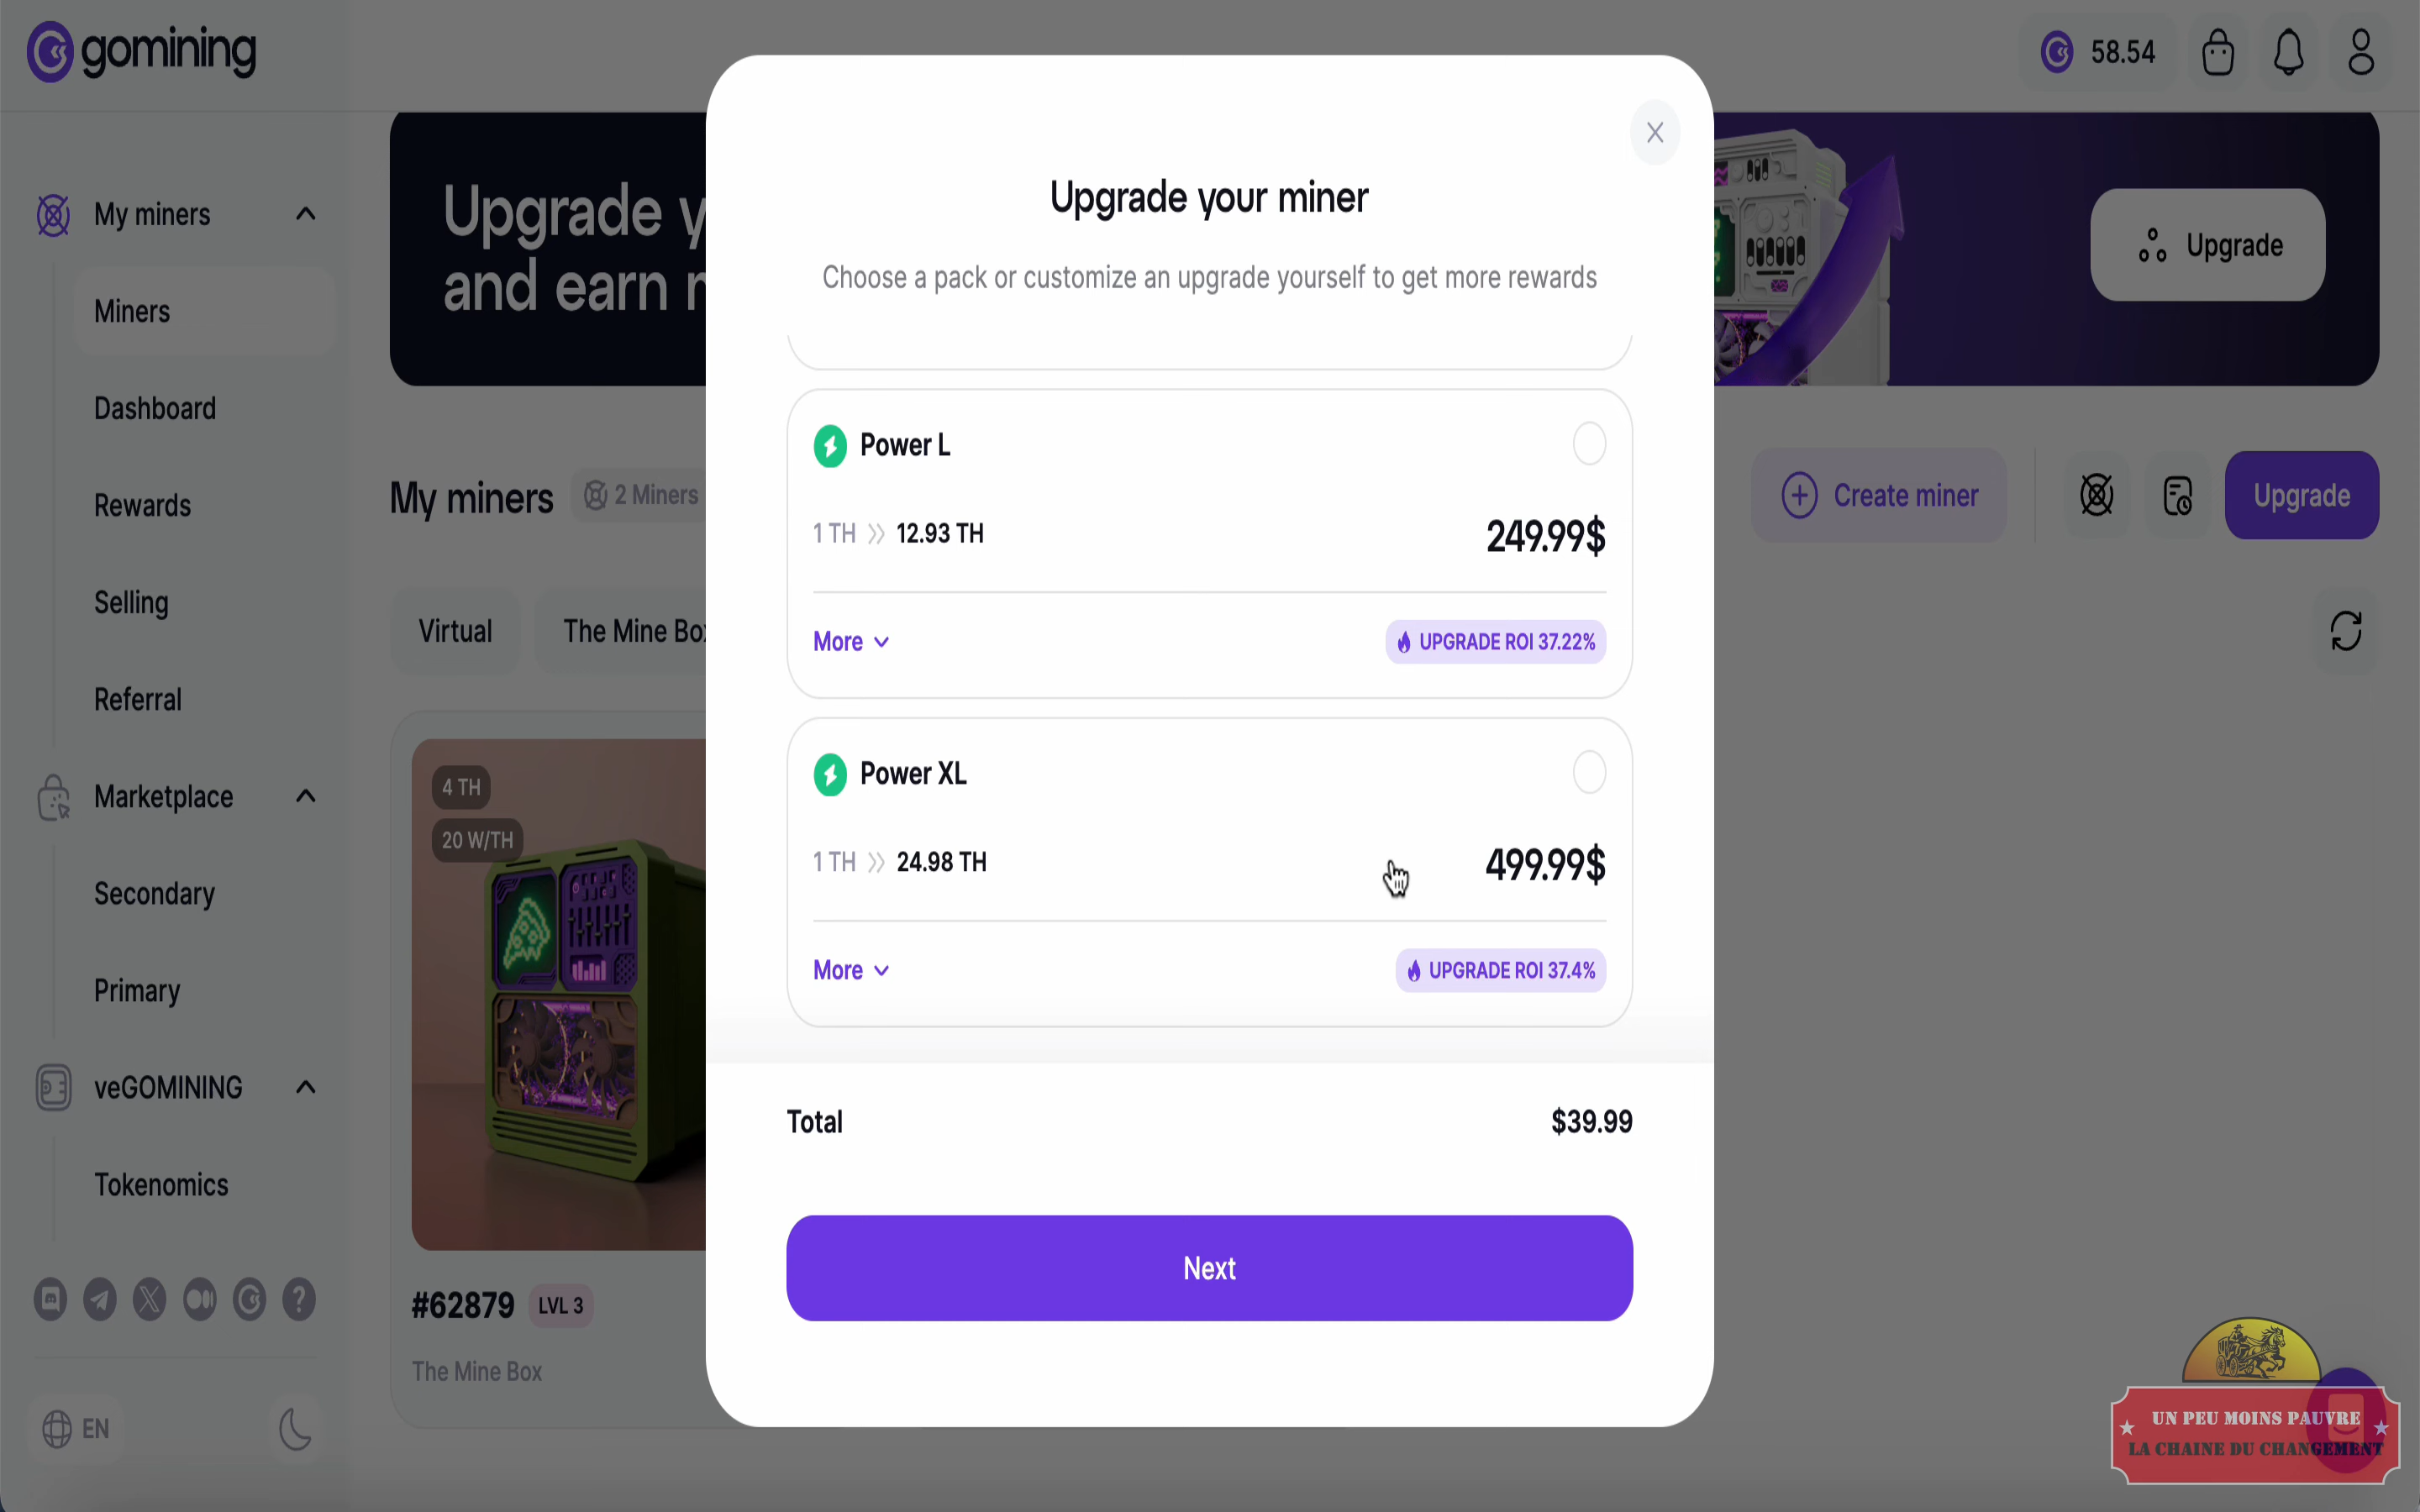 gomining
58.54
My miners
Miners
Dashboard
Rewards
Selling
Referral
Marketplace
Secondary
Primary
veGOMINING
Tokenomics
EN
Upgrade
and earn
Upgrade
My miners
2 Miners
Create miner
Upgrade
Virtual
The Mine Bo
4 TH
20 W/TH
#62879
LVL 3
The Mine Box
X
Upgrade your miner
Choose a pack or customize an upgrade yourself to get more rewards
Power L
1 TH
12.93 TH
249.99$
More
UPGRADE ROI 37.22%
Power XL
1 TH
24.98 TH
499.99$
More
UPGRADE ROI 37.4%
Total
$39.99
Next
UN PEU MOINS PAUVRE
LA CHAINE DU CHANGEMENT